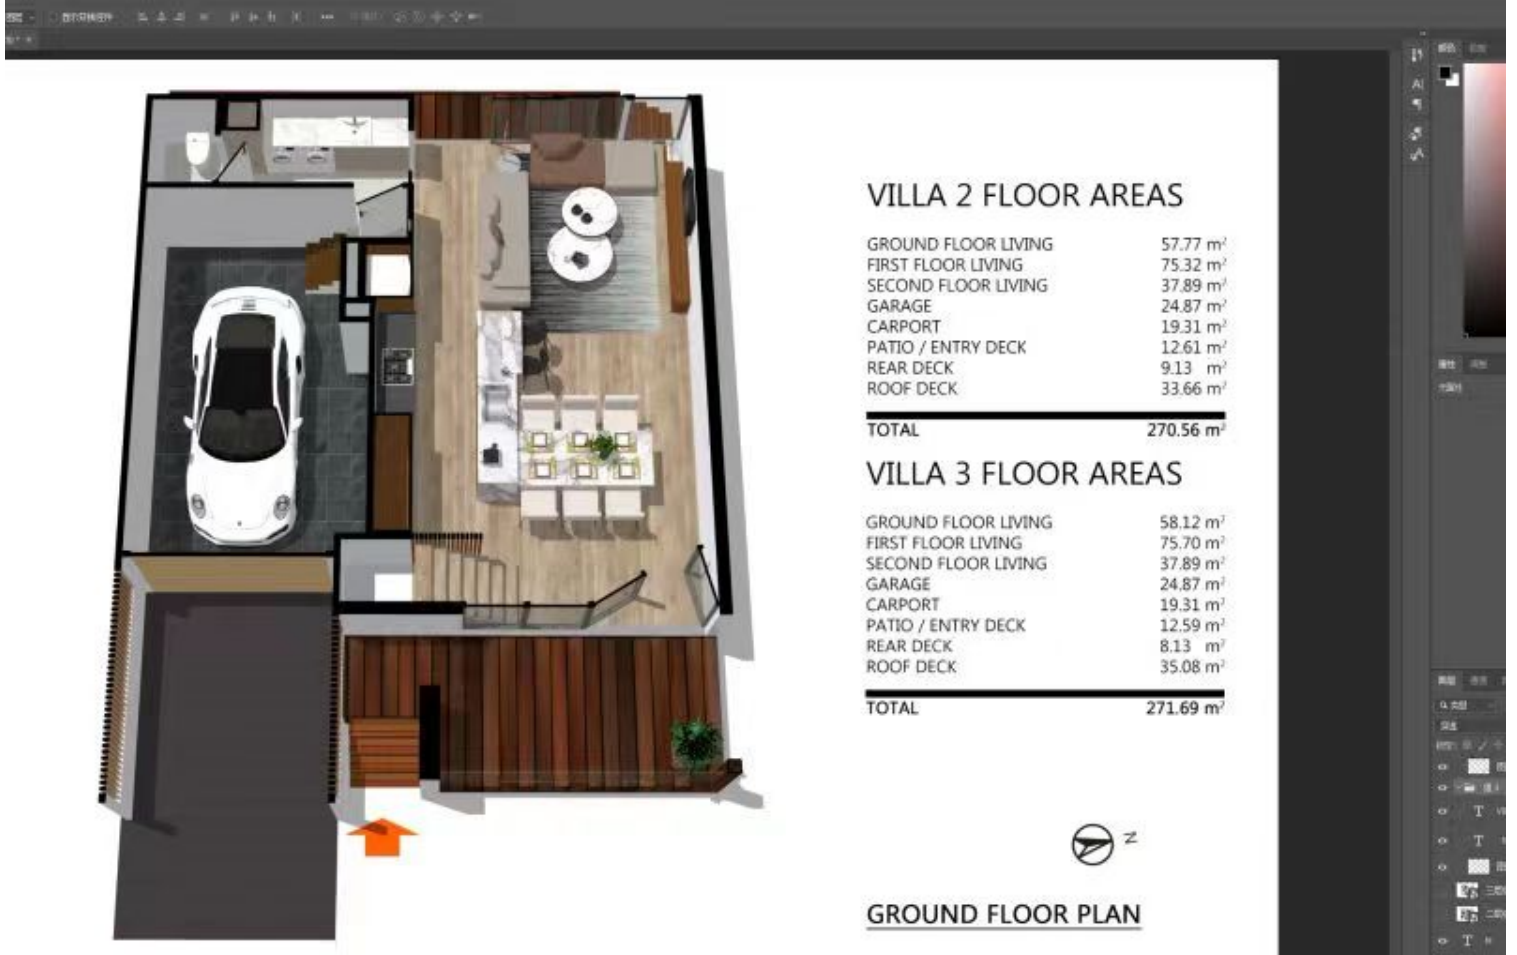 VILLA 2 FLOOR AREAS
GROUND FLOOR LIVING 57.77 m²
FIRST FLOOR LIVING 75.32 m²
SECOND FLOOR LIVING 37.89 m²
GARAGE 24.87 m²
CARPORT 19.31 m²
PATIO / ENTRY DECK 12.61 m²
REAR DECK 9.13 m²
ROOF DECK 33.66 m²
TOTAL 270.56 m²
VILLA 3 FLOOR AREAS
GROUND FLOOR LIVING 58.12 m²
FIRST FLOOR LIVING 75.70 m²
SECOND FLOOR LIVING 37.89 m²
GARAGE 24.87 m²
CARPORT 19.31 m²
PATIO / ENTRY DECK 12.59 m²
REAR DECK 8.13 m²
ROOF DECK 35.08 m²
TOTAL 271.69 m²
N
GROUND FLOOR PLAN